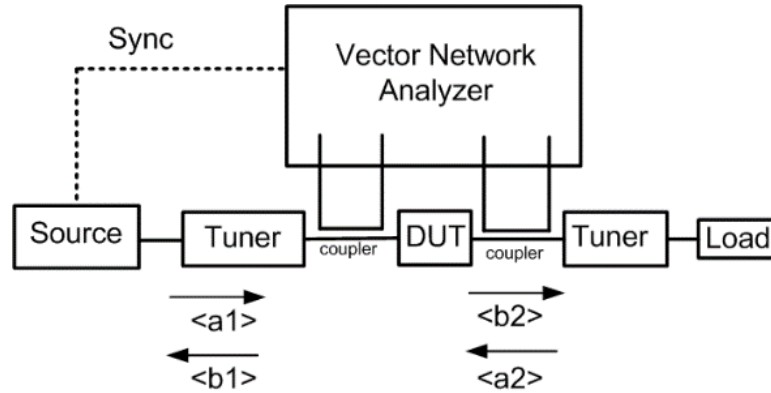 Sync
Vector Network
Analyzer
Source
Tuner
coupler
DUT
coupler
Tuner
Load
<a1>
<b2>
<b1>
<a2>